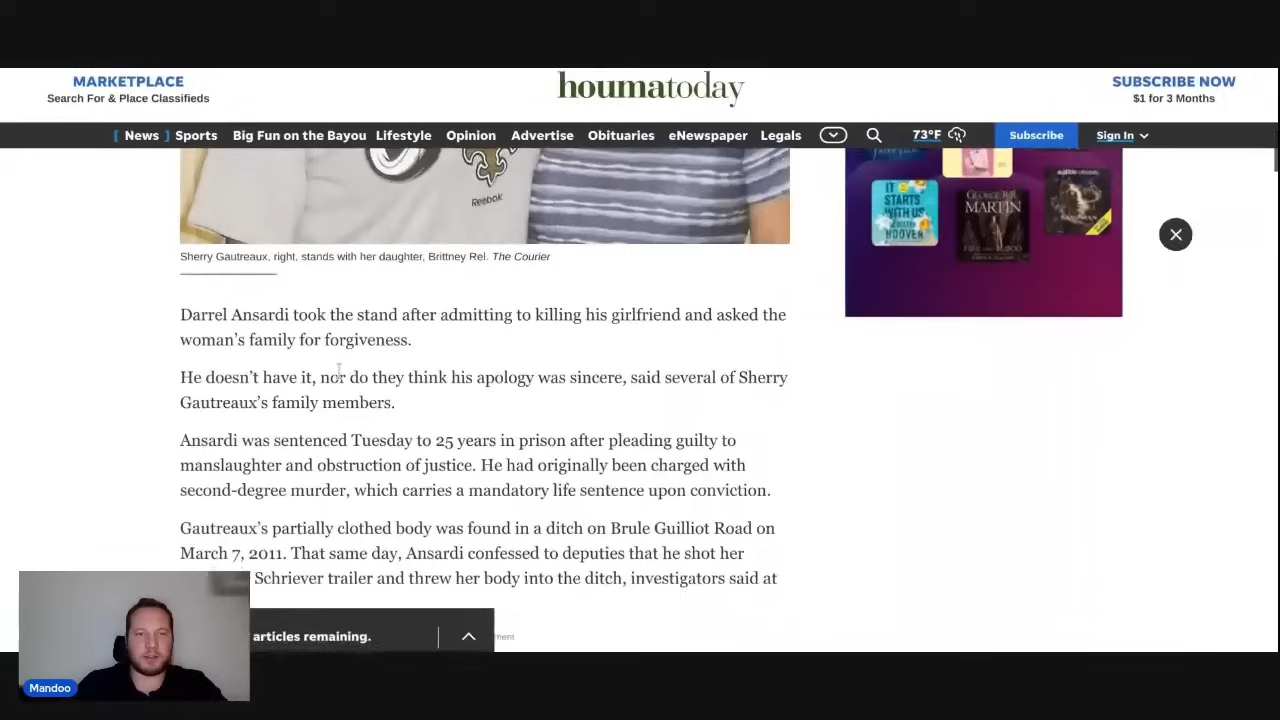 MARKETPLACE
Search For & Place Classifieds
houmatoday
SUBSCRIBE NOW
$1 for 3 Months
[ News ] Sports Big Fun on the Bayou Lifestyle Opinion Advertise Obituaries eNewspaper Legals 73°F Subscribe Sign In
Reebok
IT STARTS WITH US
COLLEEN HOOVER
GEORGE R.R. MARTIN
FIRE AND BLOOD
Sherry Gautreaux, right, stands with her daughter, Brittney Rel. The Courier
Darrel Ansardi took the stand after admitting to killing his girlfriend and asked the
woman's family for forgiveness.
He doesn't have it, nor do they think his apology was sincere, said several of Sherry
Gautreaux's family members.
Ansardi was sentenced Tuesday to 25 years in prison after pleading guilty to
manslaughter and obstruction of justice. He had originally been charged with
second-degree murder, which carries a mandatory life sentence upon conviction.
Gautreaux's partially clothed body was found in a ditch on Brule Guilliot Road on
March 7, 2011. That same day, Ansardi confessed to deputies that he shot her
Schriever trailer and threw her body into the ditch, investigators said at
articles remaining.
Mandoo